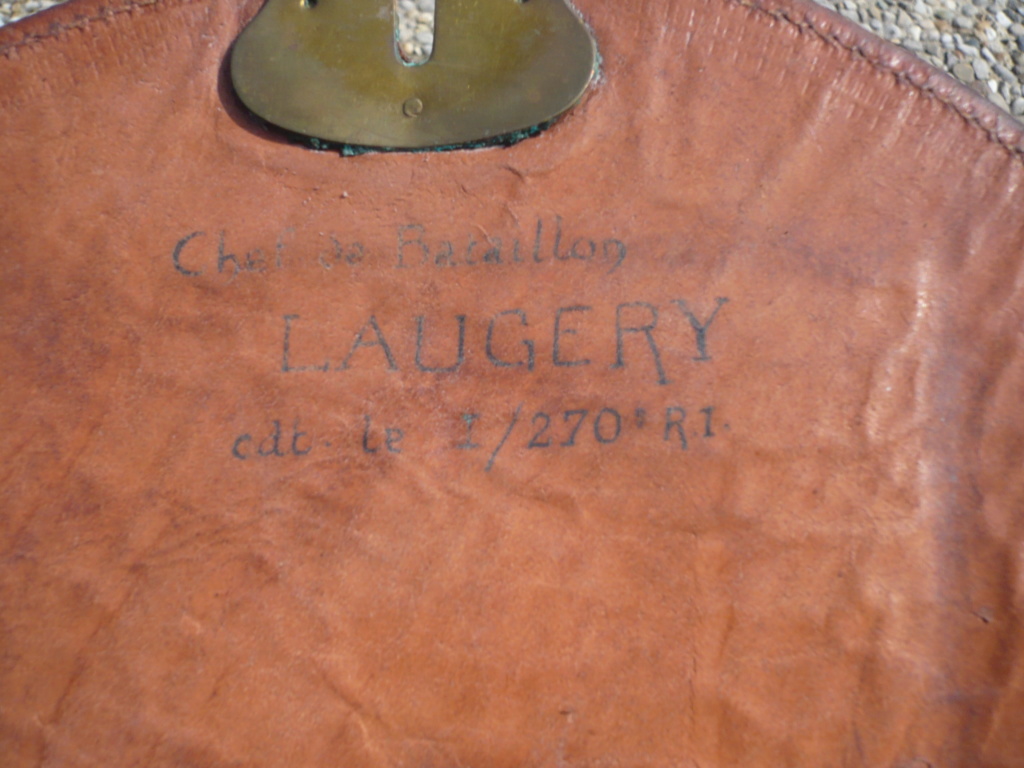 Chef de Bataillon
LAUGERY
cdt le I/270e R.I.